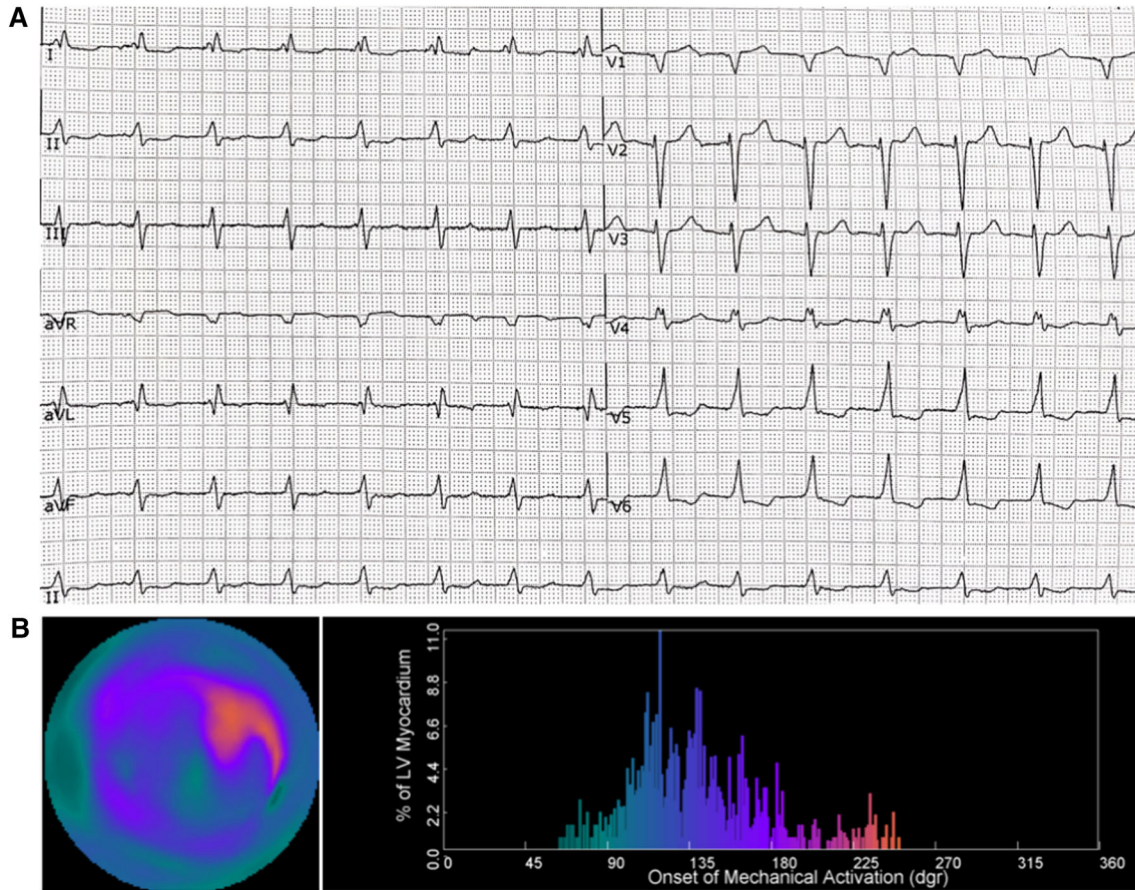 A
I
V1
II
V2
III
V3
aVR
V4
aVL
V5
aVF
V6
II
B
% of LV Myocardium
11.0
8.8
6.6
4.4
2.2
0.0
0
45
90
135
180
225
270
315
360
Onset of Mechanical Activation (dgr)